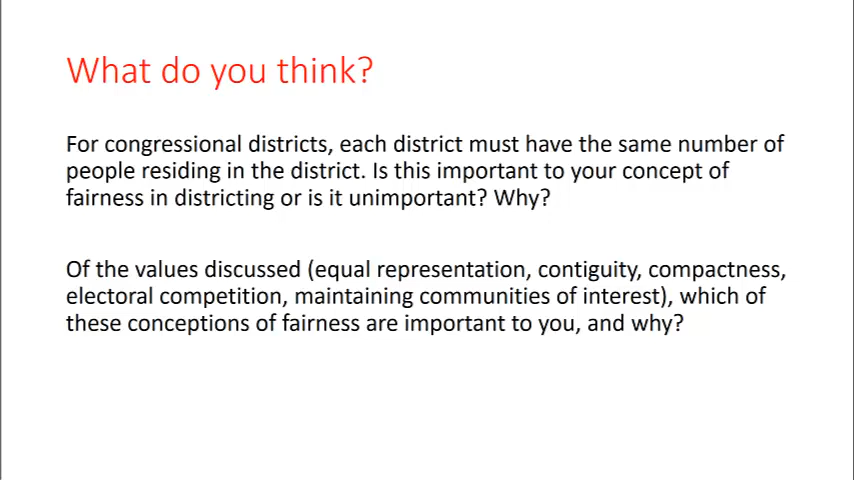 What do you think?
For congressional districts, each district must have the same number of
people residing in the district. Is this important to your concept of
fairness in districting or is it unimportant? Why?
Of the values discussed (equal representation, contiguity, compactness,
electoral competition, maintaining communities of interest), which of
these conceptions of fairness are important to you, and why?